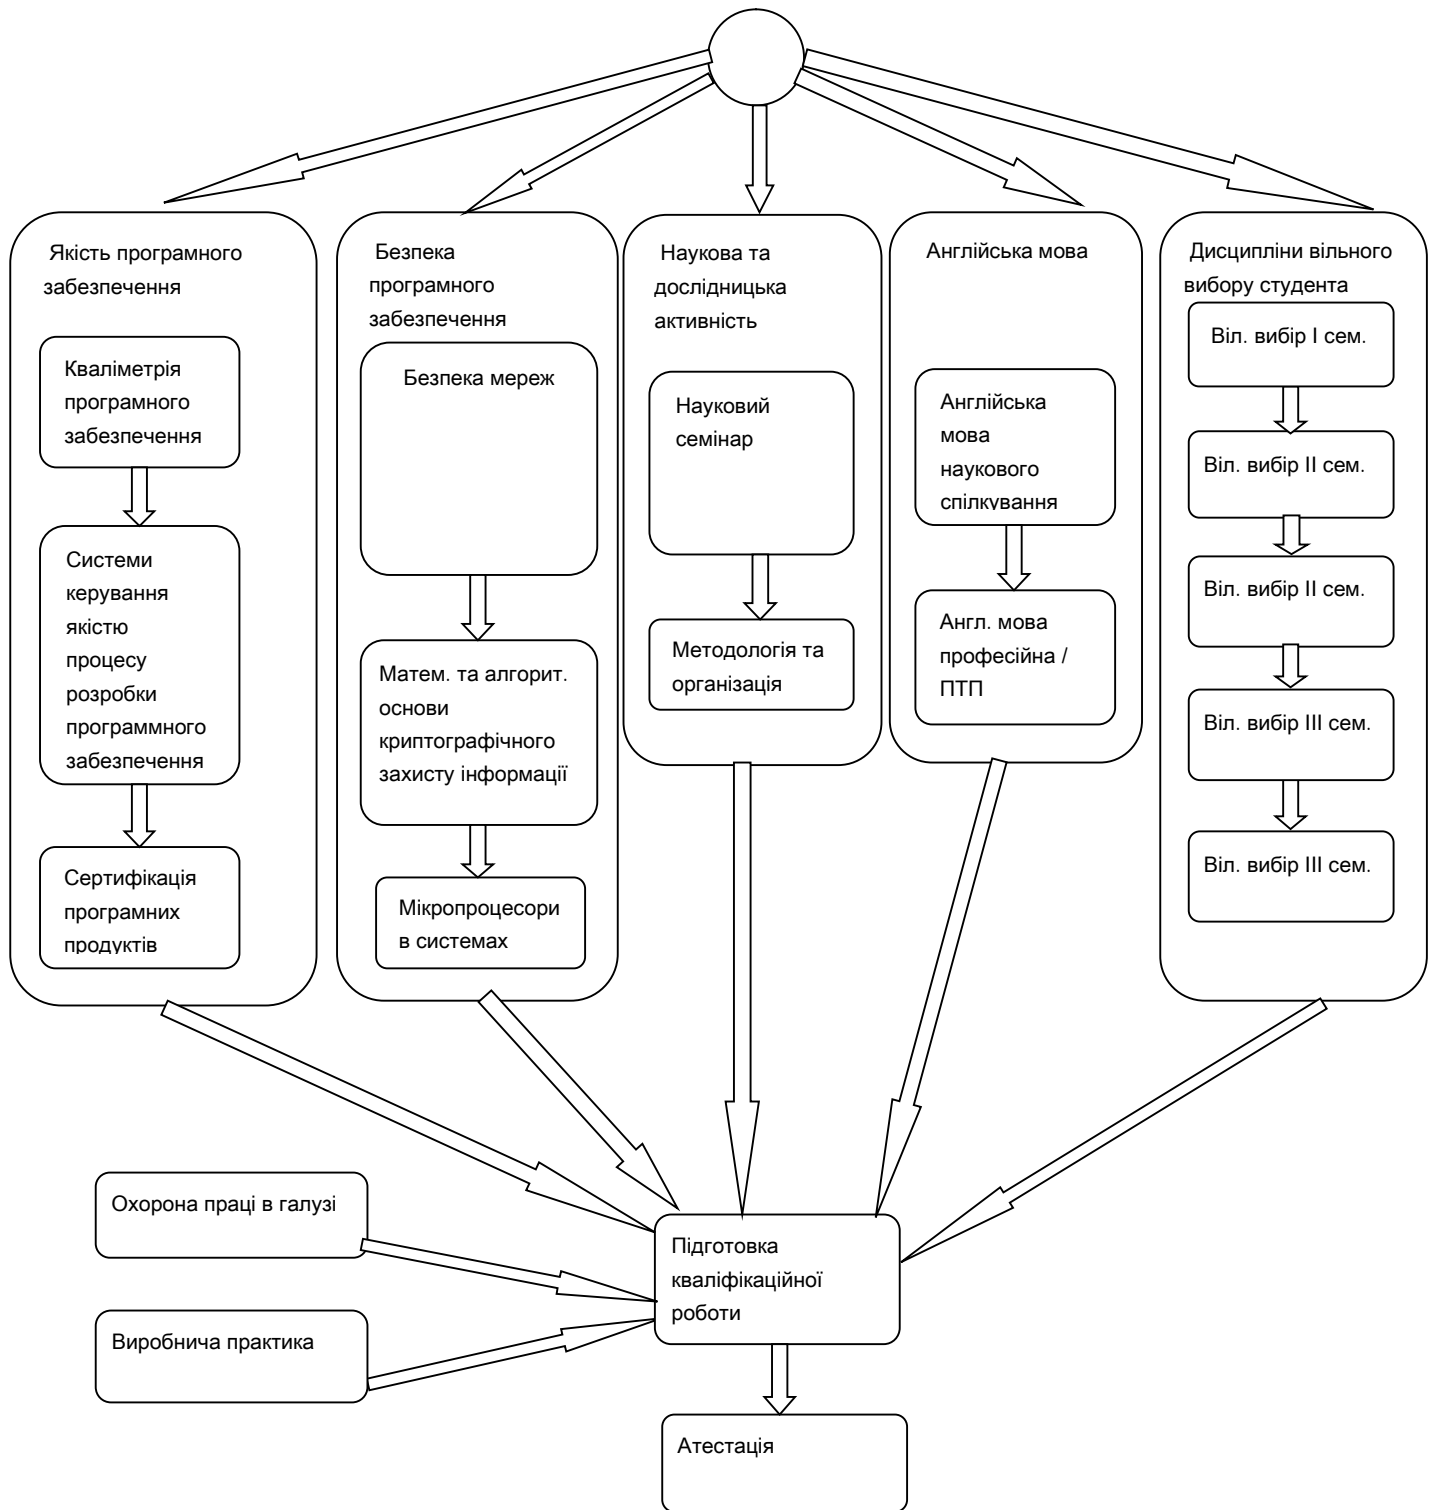 Якість програмного
забезпечення
Кваліметрія
програмного
забезпечення
Системи
керування
якістю
процесу
розробки
программного
забезпечення
Сертифікація
програмних
продуктів
Безпека
програмного
забезпечення
Безпека мереж
Матем. та алгорит.
основи
криптографічного
захисту інформації
Мікропроцесори
в системах
Наукова та
дослідницька
активність
Науковий
семінар
Методологія та
організація
Англійська мова
Англійська
мова
наукового
спілкування
Англ. мова
професійна /
ПТП
Дисципліни вільного
вибору студента
Віл. вибір I сем.
Віл. вибір II сем.
Віл. вибір II сем.
Віл. вибір III сем.
Віл. вибір III сем.
Охорона праці в галузі
Виробнича практика
Підготовка
кваліфікаційної
роботи
Атестація